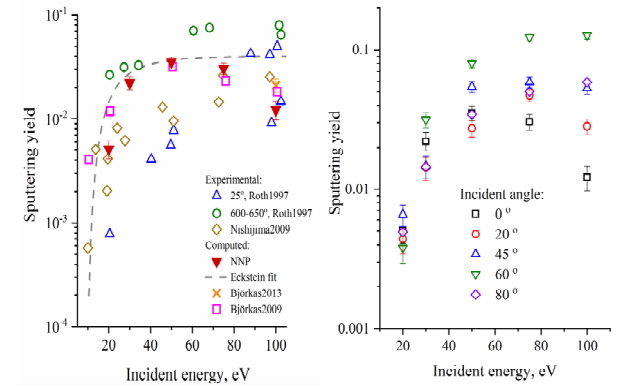 10⁻¹
10⁻²
10⁻³
10⁻⁴
Sputtering yield
Experimental:
25º, Roth1997
600-650º, Roth1997
Nishijima2009
Computed:
NNP
Eckstein fit
Björkas2013
Björkas2009
20 40 60 80 100
Incident energy, eV
0.1
0.01
0.001
Sputtering yield
Incident angle:
0 º
20 º
45 º
60 º
80 º
20 40 60 80 100
Incident energy, eV